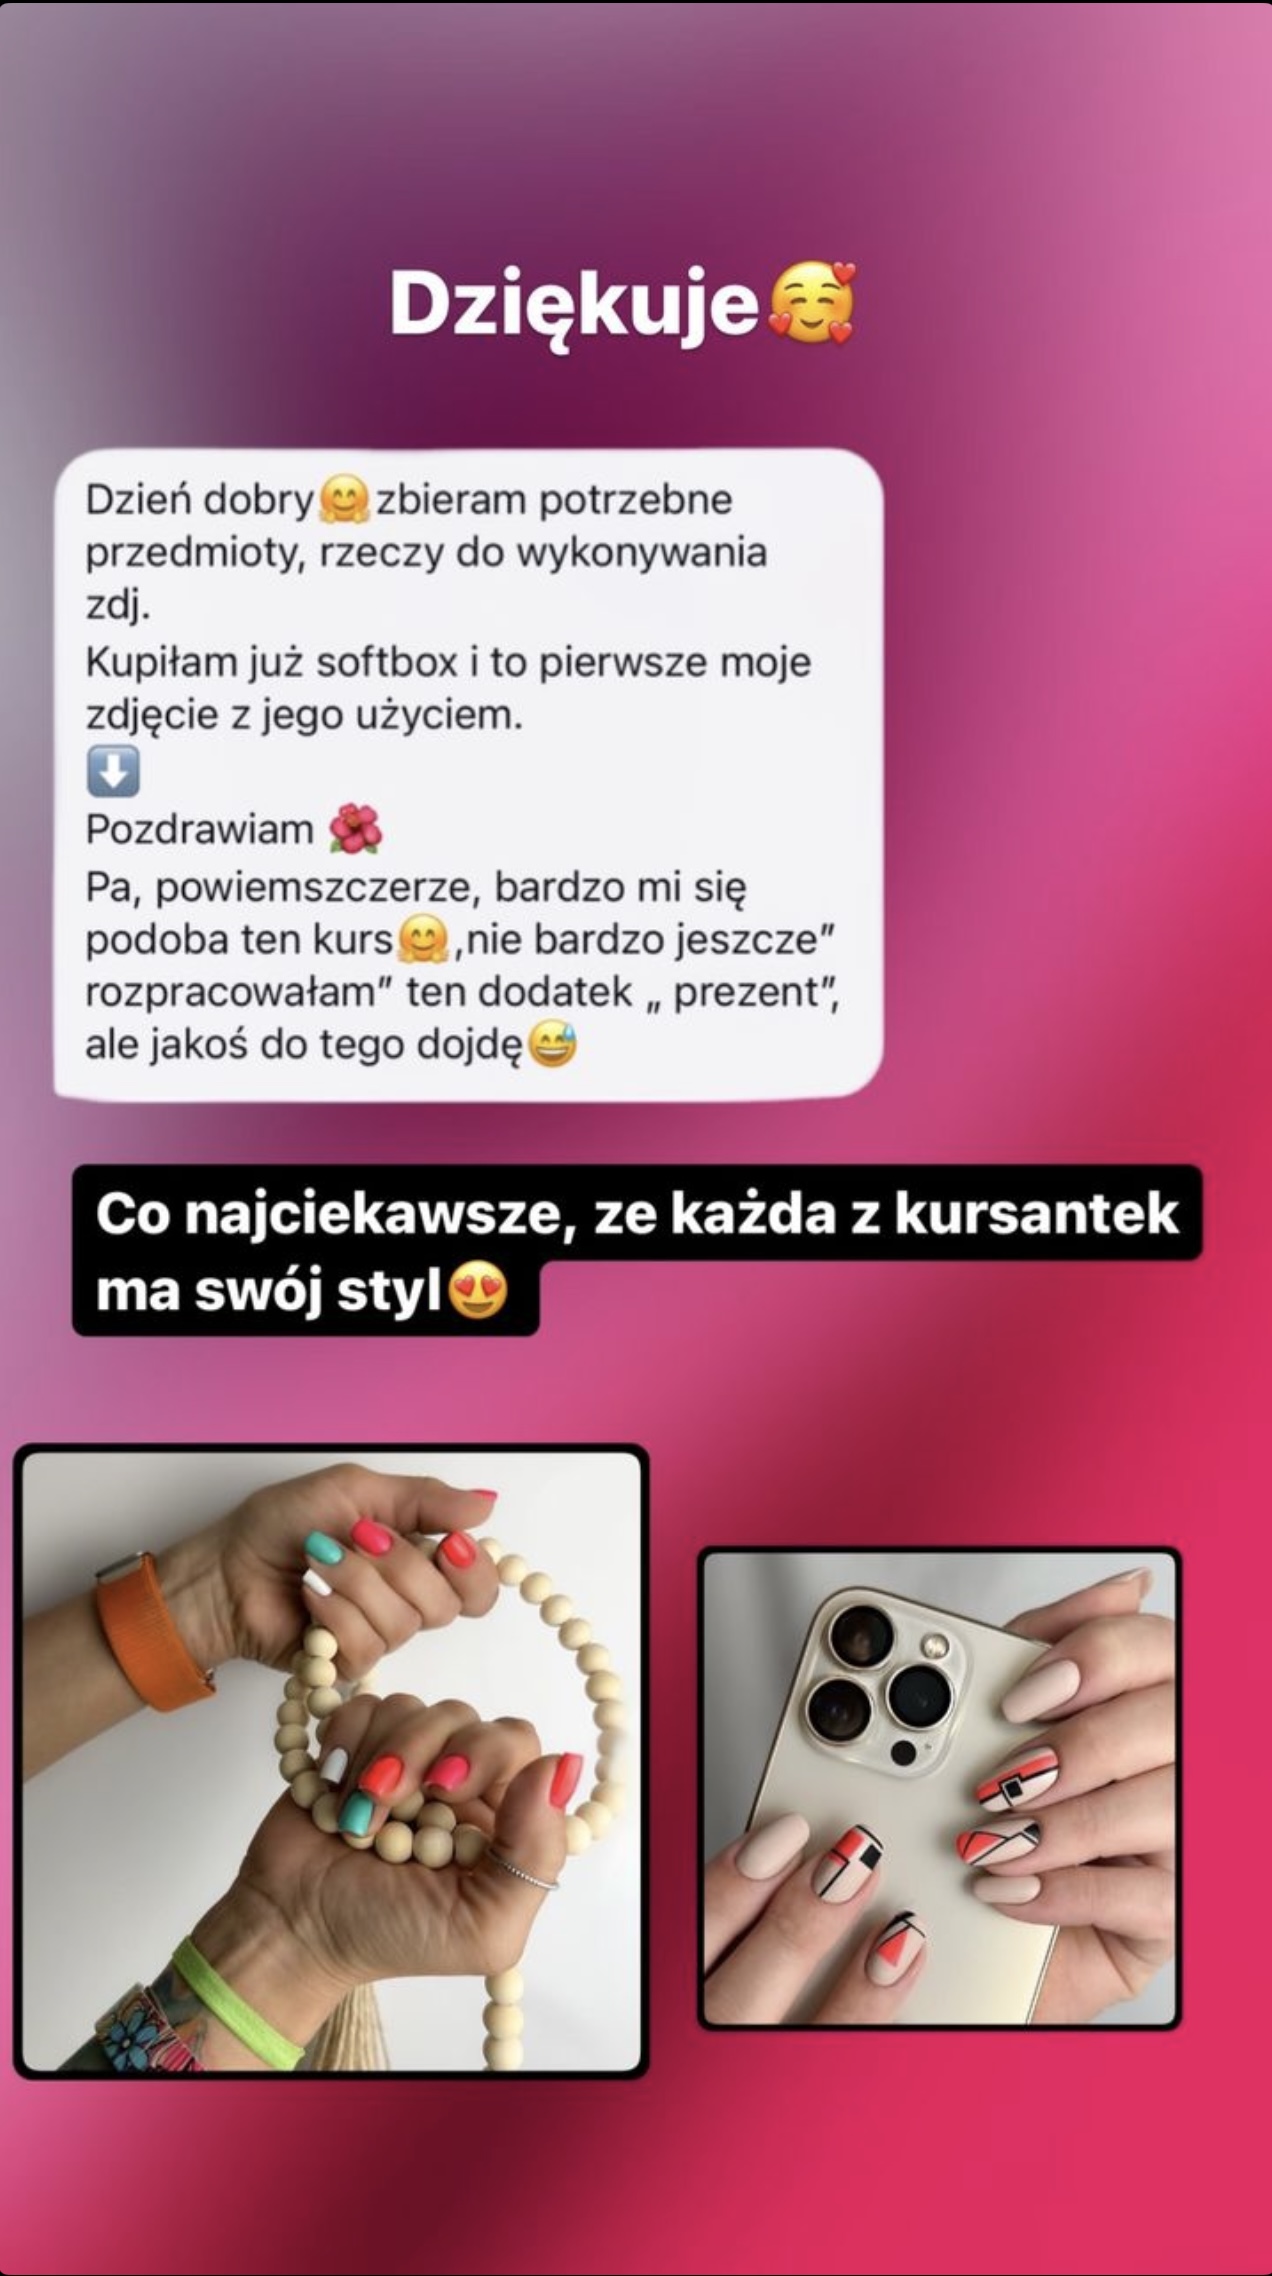 Dziękuje🥰
Dzień dobry🤗zbieram potrzebne
przedmioty, rzeczy do wykonywania
zdj.
Kupiłam już softbox i to pierwsze moje
zdjęcie z jego użyciem.
⬇️
Pozdrawiam 🌺
Pa, powiemszczerze, bardzo mi się
podoba ten kurs🤗,nie bardzo jeszcze”
rozpracowałam” ten dodatek „ prezent”,
ale jakoś do tego dojdę😅
Co najciekawsze, ze każda z kursantek
ma swój styl😍